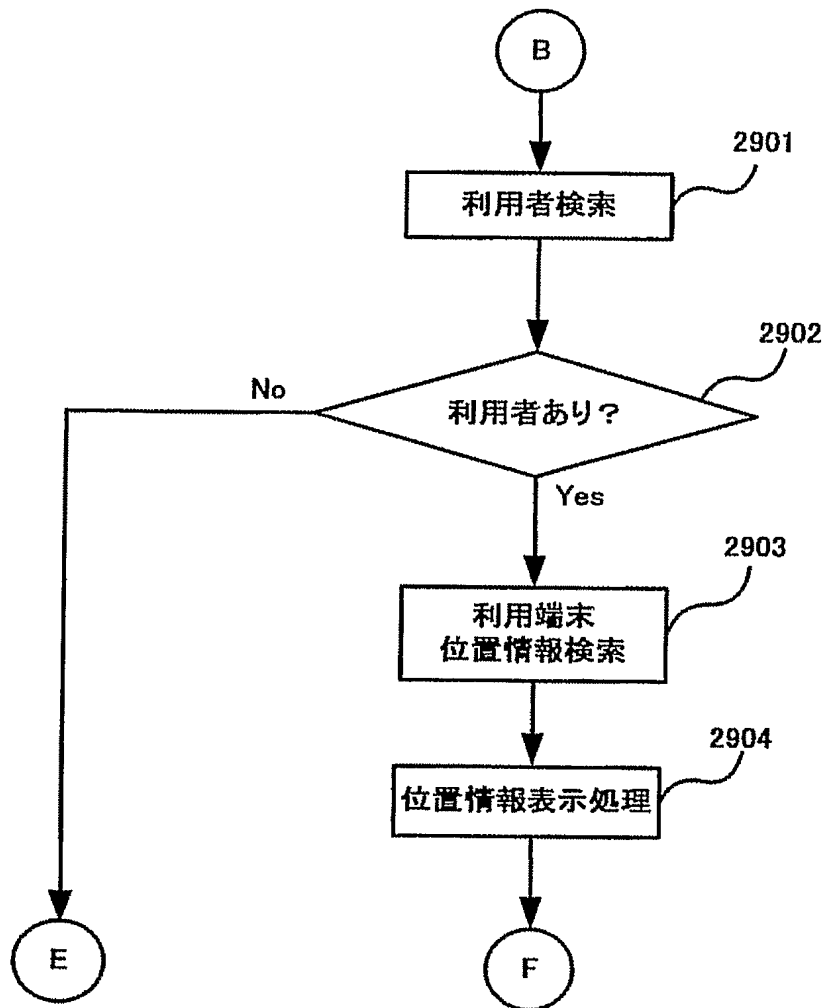 B
2901
利用者検索
2902
No
利用者あり？
Yes
2903
利用端末
位置情報検索
2904
位置情報表示処理
E
F